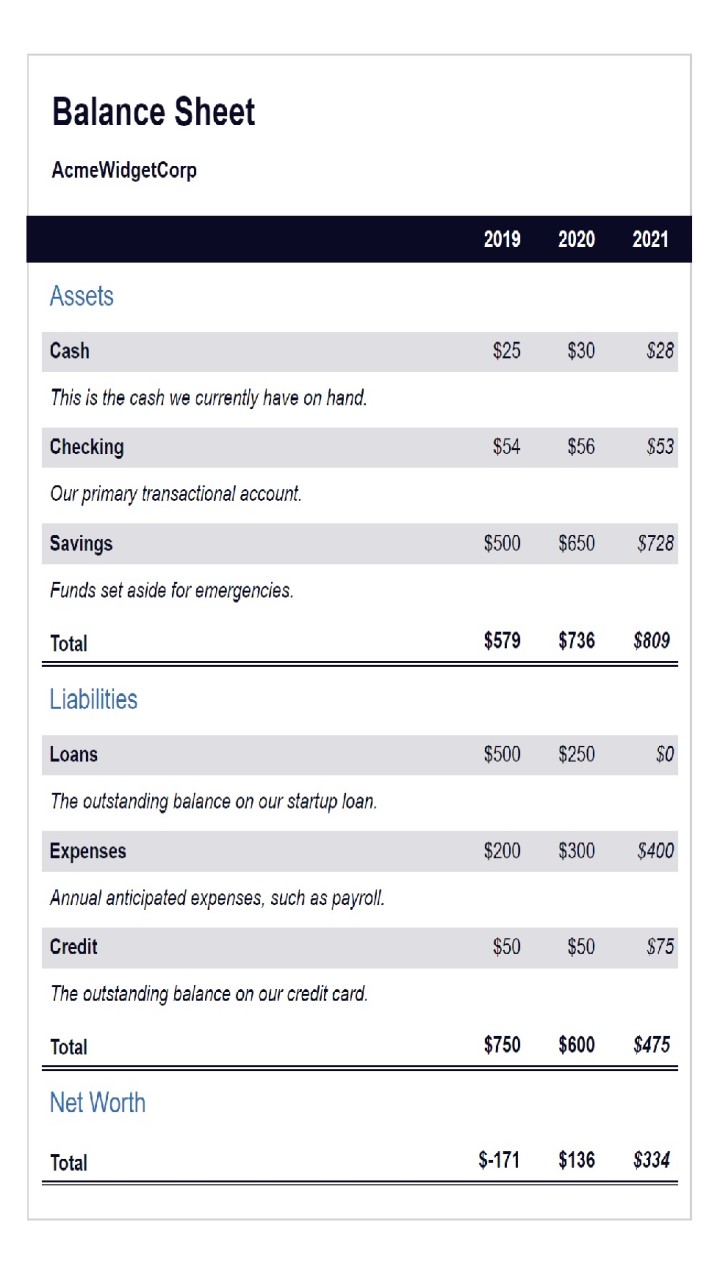 Balance Sheet
AcmeWidgetCorp
2019 2020 2021
Assets
Cash $25 $30 $28
This is the cash we currently have on hand.
Checking $54 $56 $53
Our primary transactional account.
Savings $500 $650 $728
Funds set aside for emergencies.
Total $579 $736 $809
Liabilities
Loans $500 $250 $0
The outstanding balance on our startup loan.
Expenses $200 $300 $400
Annual anticipated expenses, such as payroll.
Credit $50 $50 $75
The outstanding balance on our credit card.
Total $750 $600 $475
Net Worth
Total $-171 $136 $334